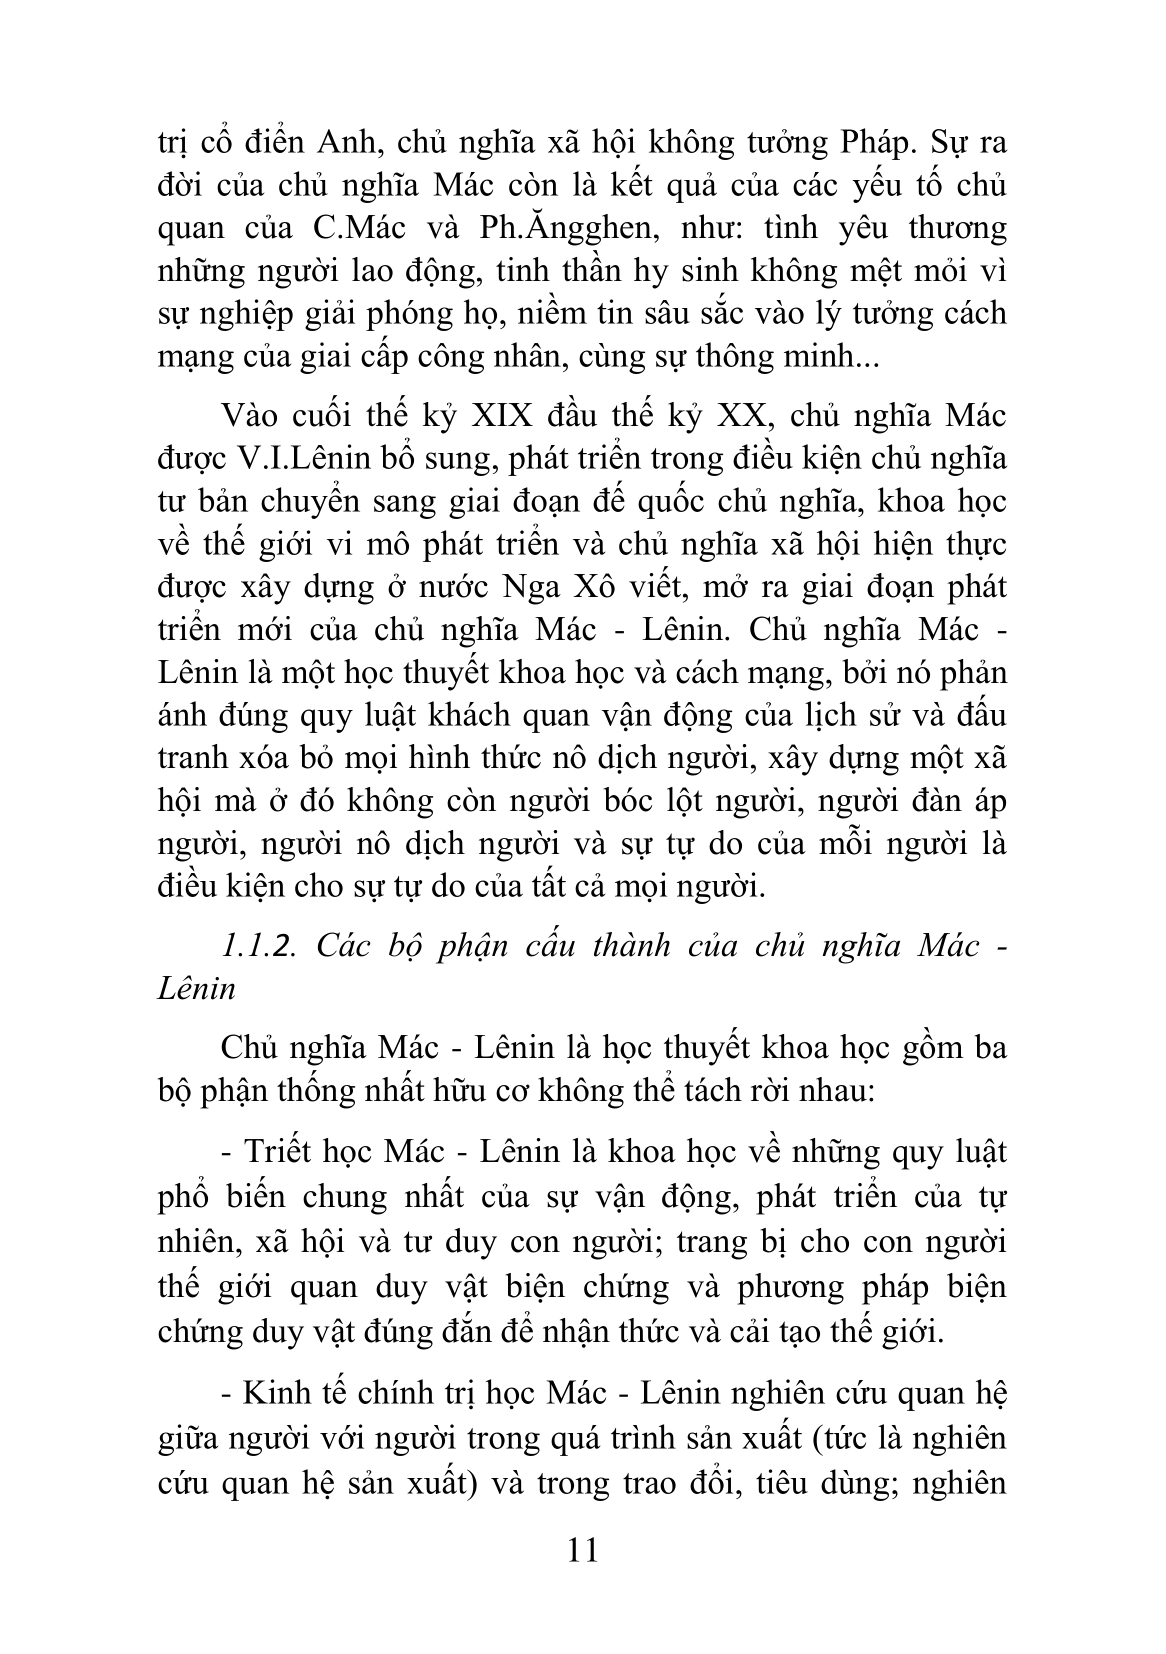 trị cổ điển Anh, chủ nghĩa xã hội không tưởng Pháp. Sự ra
đời của chủ nghĩa Mác còn là kết quả của các yếu tố chủ
quan của C.Mác và Ph.Ăngghen, như: tình yêu thương
những người lao động, tinh thần hy sinh không mệt mỏi vì
sự nghiệp giải phóng họ, niềm tin sâu sắc vào lý tưởng cách
mạng của giai cấp công nhân, cùng sự thông minh...
Vào cuối thế kỷ XIX đầu thế kỷ XX, chủ nghĩa Mác
được V.I.Lênin bổ sung, phát triển trong điều kiện chủ nghĩa
tư bản chuyển sang giai đoạn đế quốc chủ nghĩa, khoa học
về thế giới vi mô phát triển và chủ nghĩa xã hội hiện thực
được xây dựng ở nước Nga Xô viết, mở ra giai đoạn phát
triển mới của chủ nghĩa Mác - Lênin. Chủ nghĩa Mác -
Lênin là một học thuyết khoa học và cách mạng, bởi nó phản
ánh đúng quy luật khách quan vận động của lịch sử và đấu
tranh xóa bỏ mọi hình thức nô dịch người, xây dựng một xã
hội mà ở đó không còn người bóc lột người, người đàn áp
người, người nô dịch người và sự tự do của mỗi người là
điều kiện cho sự tự do của tất cả mọi người.
1.1.2. Các bộ phận cấu thành của chủ nghĩa Mác -
Lênin
Chủ nghĩa Mác - Lênin là học thuyết khoa học gồm ba
bộ phận thống nhất hữu cơ không thể tách rời nhau:
- Triết học Mác - Lênin là khoa học về những quy luật
phổ biến chung nhất của sự vận động, phát triển của tự
nhiên, xã hội và tư duy con người; trang bị cho con người
thế giới quan duy vật biện chứng và phương pháp biện
chứng duy vật đúng đắn để nhận thức và cải tạo thế giới.
- Kinh tế chính trị học Mác - Lênin nghiên cứu quan hệ
giữa người với người trong quá trình sản xuất (tức là nghiên
cứu quan hệ sản xuất) và trong trao đổi, tiêu dùng; nghiên
11